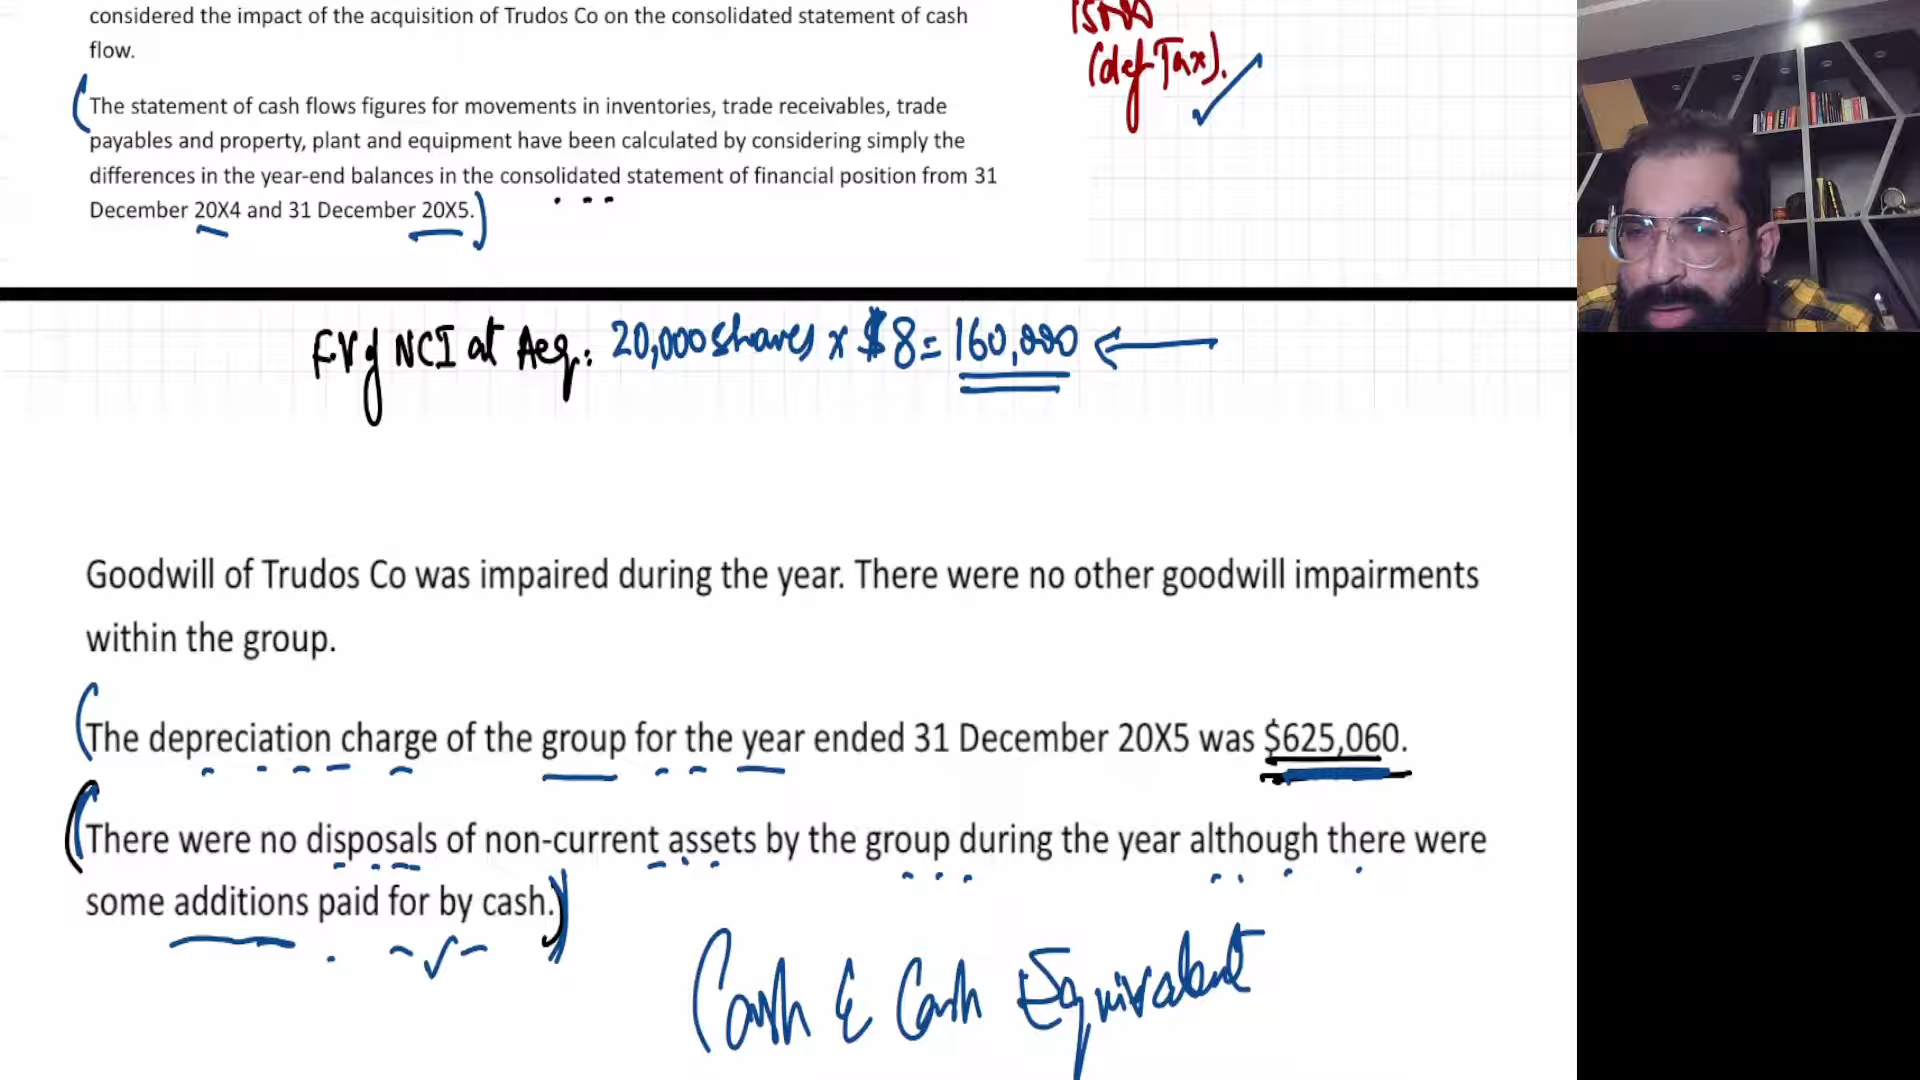 considered the impact of the acquisition of Trudos Co on the consolidated statement of cash
flow.
(def Tax).
The statement of cash flows figures for movements in inventories, trade receivables, trade
payables and property, plant and equipment have been calculated by considering simply the
differences in the year-end balances in the consolidated statement of financial position from 31
December 20X4 and 31 December 20X5.
FV of NCI at Acq: 20,000 shares x $8 = 160,000
Goodwill of Trudos Co was impaired during the year. There were no other goodwill impairments
within the group.
The depreciation charge of the group for the year ended 31 December 20X5 was $625,060.
There were no disposals of non-current assets by the group during the year although there were
some additions paid for by cash.
Cash & Cash Equivalent